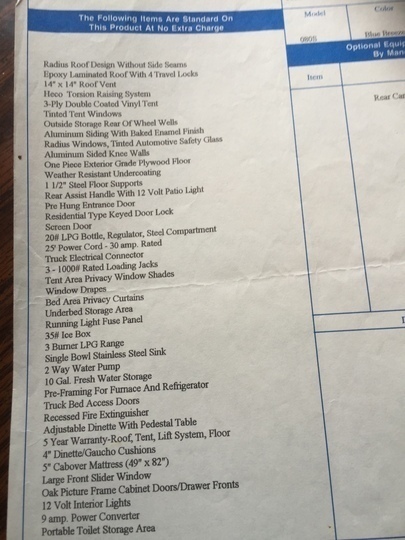 The Following Items Are Standard On
This Product At No Extra Charge
Model
Color
0805
Blue
Optional
By
Item
Rear
Radius Roof Design Without Side Seams
Epoxy Laminated Roof With 4 Travel Locks
14" x 14" Roof Vent
Heco Torsion Raising System
3-Ply Double Coated Vinyl Tent
Tinted Tent Windows
Outside Storage Rear Of Wheel Wells
Aluminum Siding With Baked Enamel Finish
Radius Windows, Tinted Automotive Safety Glass
Aluminum Sided Knee Walls
One Piece Exterior Grade Plywood Floor
Weather Resistant Undercoating
1 1/2" Steel Floor Supports
Rear Assist Handle With 12 Volt Patio Light
Pre Hung Entrance Door
Residential Type Keyed Door Lock
Screen Door
20# LPG Bottle, Regulator, Steel Compartment
25' Power Cord - 30 amp. Rated
Truck Electrical Connector
3 - 1000# Rated Loading Jacks
Tent Area Privacy Window Shades
Window Drapes
Bed Area Privacy Curtains
Underbed Storage Area
Running Light Fuse Panel
35# Ice Box
3 Burner LPG Range
Single Bowl Stainless Steel Sink
2 Way Water Pump
10 Gal. Fresh Water Storage
Pre-Framing For Furnace And Refrigerator
Truck Bed Access Doors
Recessed Fire Extinguisher
Adjustable Dinette With Pedestal Table
5 Year Warranty-Roof, Tent, Lift System, Floor
4" Dinette/Gaucho Cushions
5" Cabover Mattress (49" x 82")
Large Front Slider Window
Oak Picture Frame Cabinet Doors/Drawer Fronts
12 Volt Interior Lights
9 amp. Power Converter
Portable Toilet Storage Area